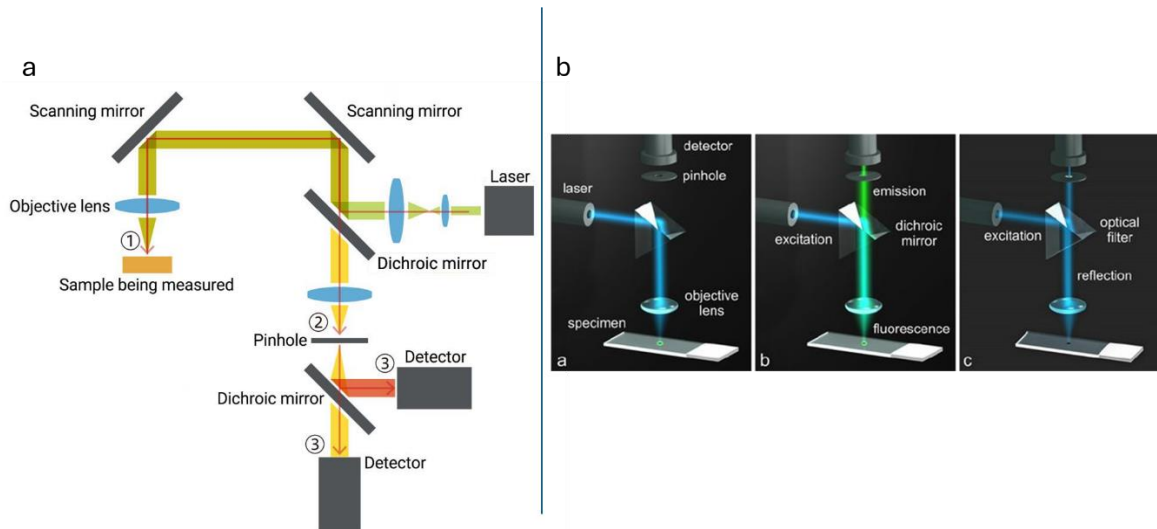 a
Scanning mirror
Scanning mirror
Laser
Objective lens
①
Dichroic mirror
Sample being measured
②
Pinhole
③
Detector
Dichroic mirror
③
Detector
b
detector
pinhole
laser
objective
lens
specimen
a
emission
excitation
dichroic
mirror
fluorescence
b
excitation
optical
filter
reflection
c